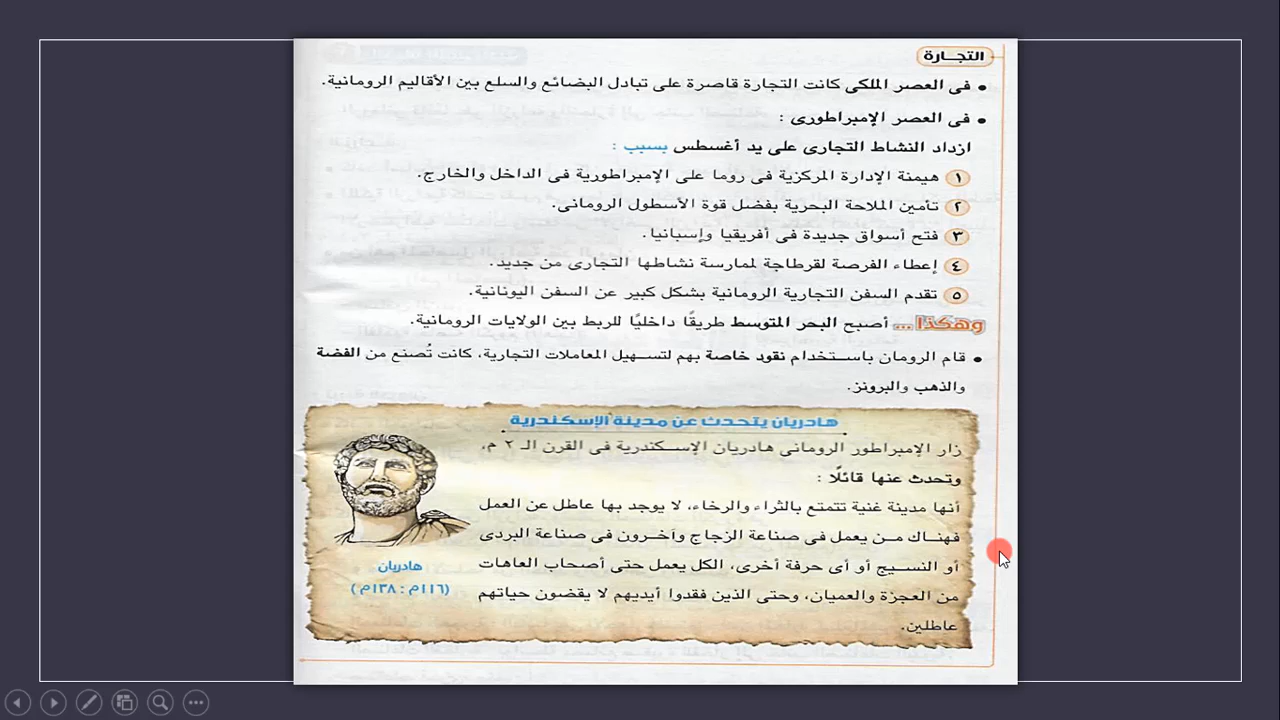 التجـارة
• فى العصر الملكى كانت التجارة قاصرة على تبادل البضائع والسلع بين الأقاليم الرومانية.
• فى العصر الإمبراطورى :
ازداد النشاط التجارى على يد أغسطس بسبب :
١ هيمنة الإدارة المركزية فى روما على الإمبراطورية فى الداخل والخارج.
٢ تأمين الملاحة البحرية بفضل قوة الأسطول الرومانى.
٣ فتح أسواق جديدة فى أفريقيا وإسبانيا.
٤ إعطاء الفرصة لقرطاجة لممارسة نشاطها التجارى من جديد.
٥ تقدم السفن التجارية الرومانية بشكل كبير عن السفن اليونانية.
وهكذا ... أصبح البحر المتوسط طريقًا داخليًا للربط بين الولايات الرومانية.
• قام الرومان باستخدام نقود خاصة بهم لتسهيل المعاملات التجارية، كانت تُصنع من الفضة
والذهب والبرونز.
هادريان يتحدث عن مدينة الإسكندرية
زار الإمبراطور الرومانى هادريان الإسكندرية فى القرن الـ ٢ م،
وتحدث عنها قائلًا :
أنها مدينة غنية تتمتع بالثراء والرخاء، لا يوجد بها عاطل عن العمل
فهناك من يعمل فى صناعة الزجاج وآخرون فى صناعة البردى
أو النسيج أو أى حرفة أخرى، الكل يعمل حتى أصحاب العاهات
من العجزة والعميان، وحتى الذين فقدوا أيديهم لا يقضون حياتهم
عاطلين.
هادريان
(١١٦م : ١٣٨م)